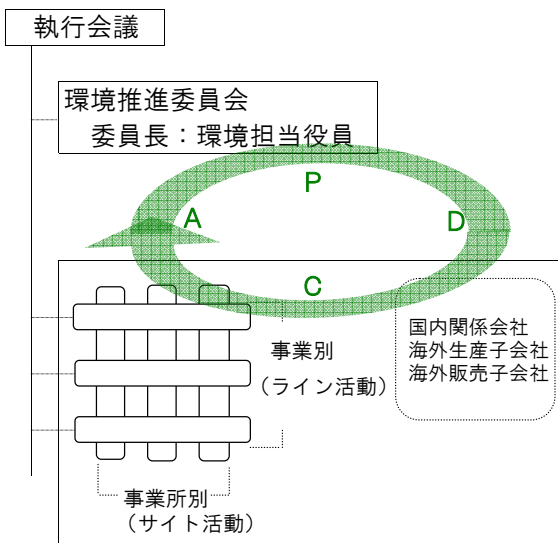 執行会議
環境推進委員会
委員長：環境担当役員
P
A
D
C
国内関係会社
海外生産子会社
海外販売子会社
事業別
（ライン活動）
事業所別
（サイト活動）